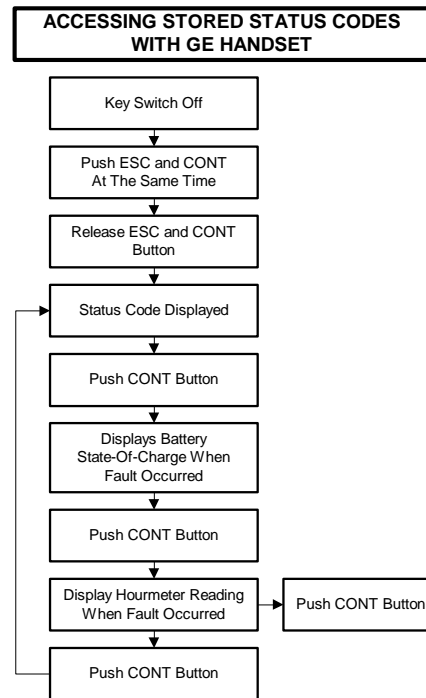 ACCESSING STORED STATUS CODES
WITH GE HANDSET
Key Switch Off
Push ESC and CONT
At The Same Time
Release ESC and CONT
Button
Status Code Displayed
Push CONT Button
Displays Battery
State-Of-Charge When
Fault Occurred
Push CONT Button
Display Hourmeter Reading
When Fault Occurred
Push CONT Button
Push CONT Button